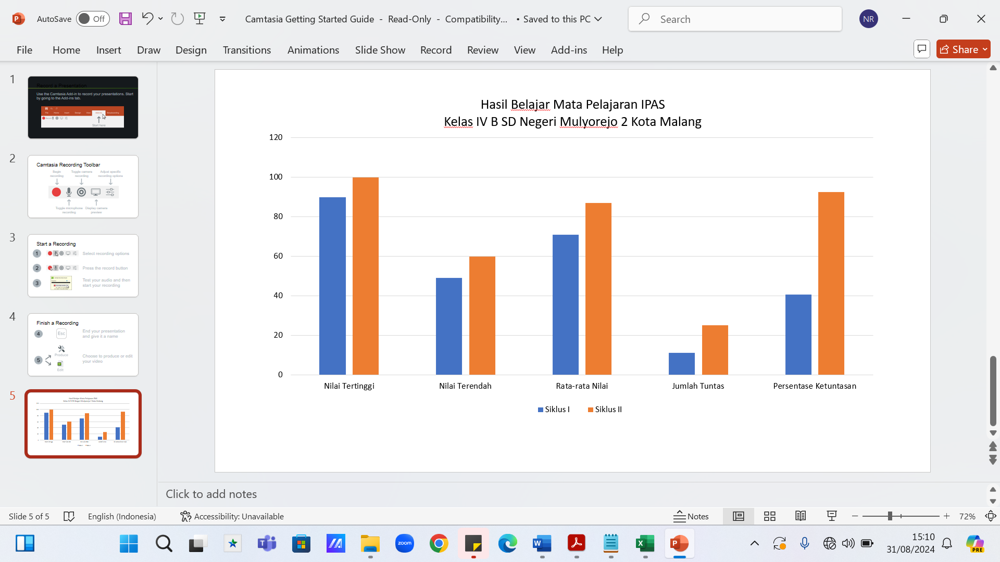 AutoSave Off Camtasia Getting Started Guide - Read-Only - Compatibility... • Saved to this PC Search NR
File Home Insert Draw Design Transitions Animations Slide Show Record Review View Add-ins Help Share
1
Record a Presentation
Use the Camtasia Add-in to record your presentations. Start
by going to the Add-ins tab.
Start here
2
Camtasia Recording Toolbar
Begin recording
Toggle camera recording
Adjust specific recording options
Toggle microphone recording
Display camera preview
3
Start a Recording
1 Select recording options
2 Press the record button
3 Test your audio and then
start your recording
4
Finish a Recording
4 Esc End your presentation
and give it a name
5 Produce Choose to produce or edit
your video
Edit
5
Hasil Belajar Mata Pelajaran IPAS
Kelas IV B SD Negeri Mulyorejo 2 Kota Malang
120
100
80
60
40
20
0
Nilai Tertinggi Nilai Terendah Rata-rata Nilai Jumlah Tuntas Persentase Ketuntasan
Siklus I Siklus II
Click to add notes
Slide 5 of 5 English (Indonesia) Accessibility: Unavailable Notes 72%
zoom
15:10
31/08/2024
PRE